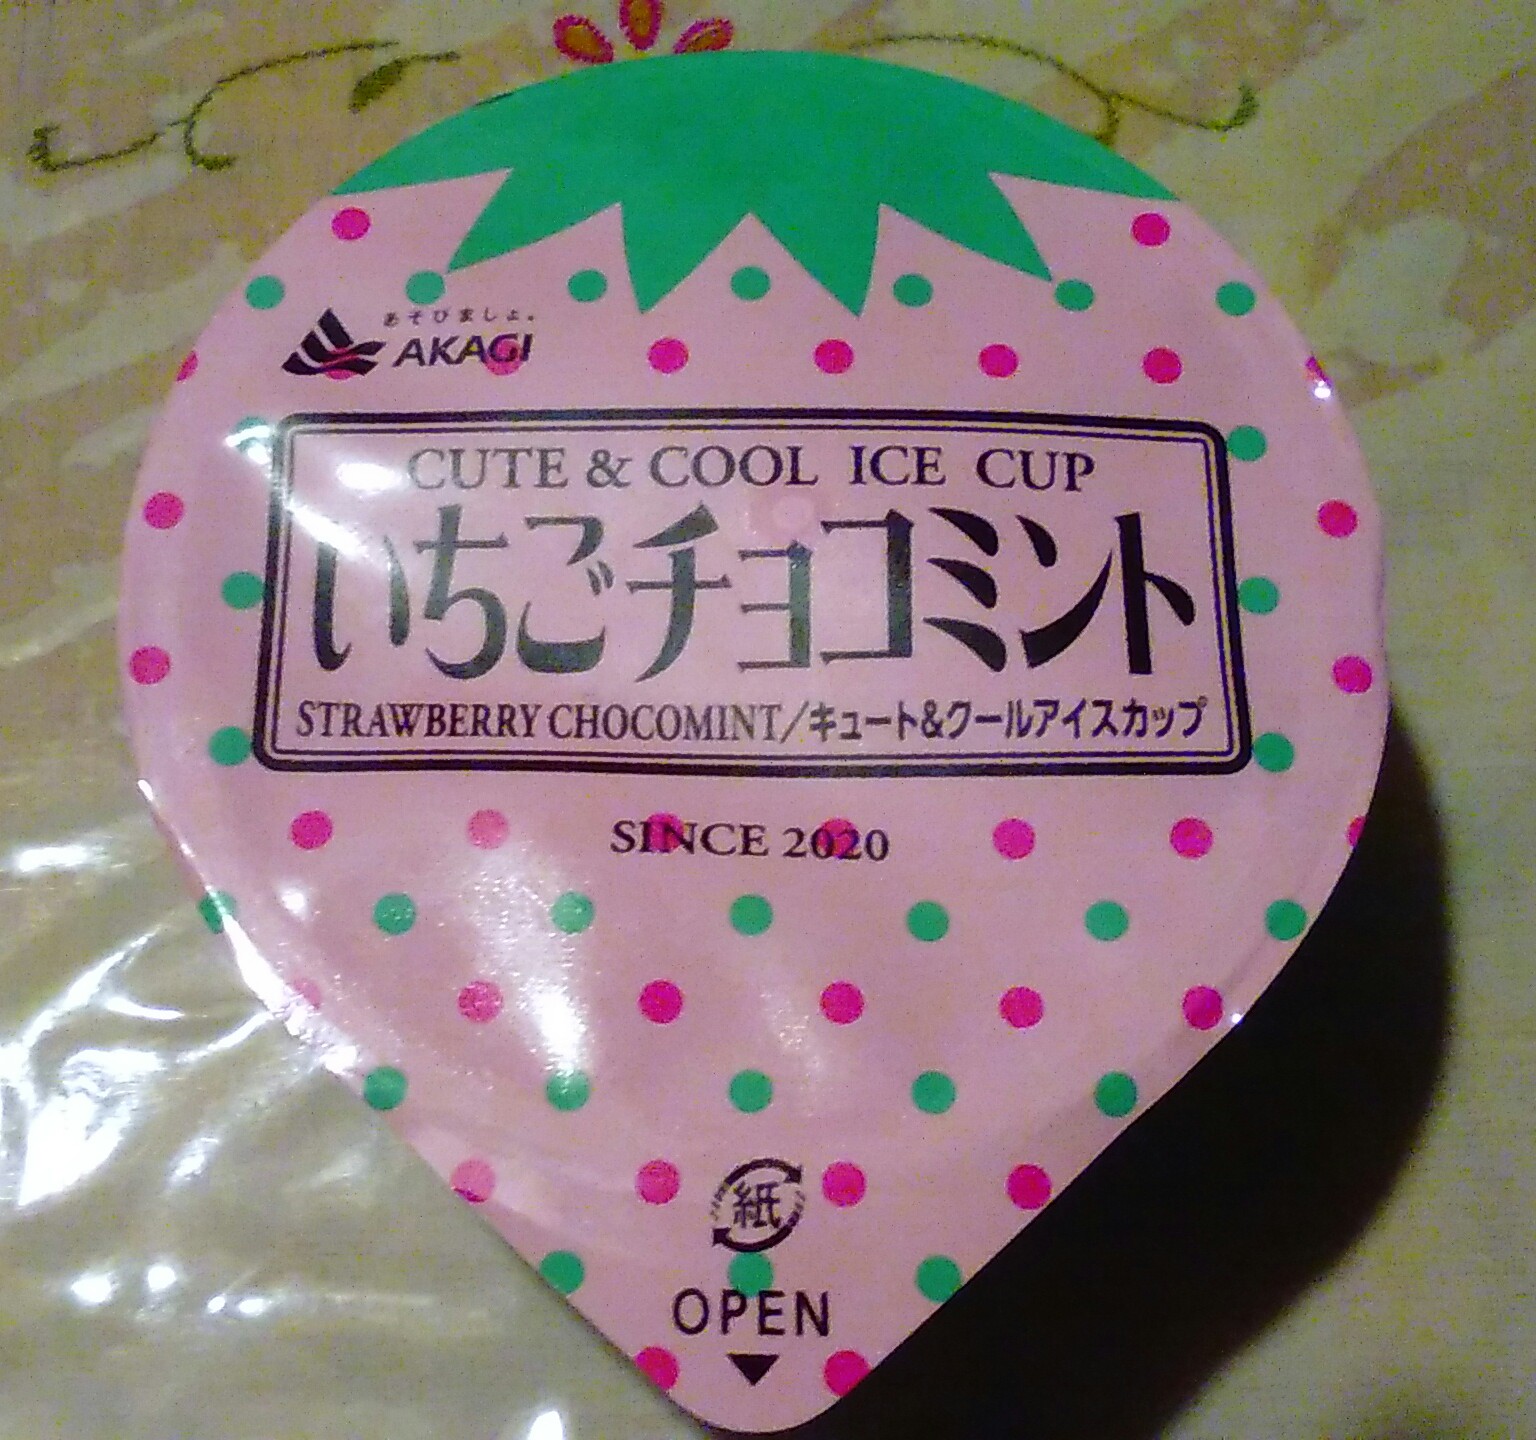 あそびましょ。
AKAGI
CUTE & COOL ICE CUP
いちごチョコミント
STRAWBERRY CHOCOMINT/キュート&クールアイスカップ
SINCE 2020
紙
OPEN